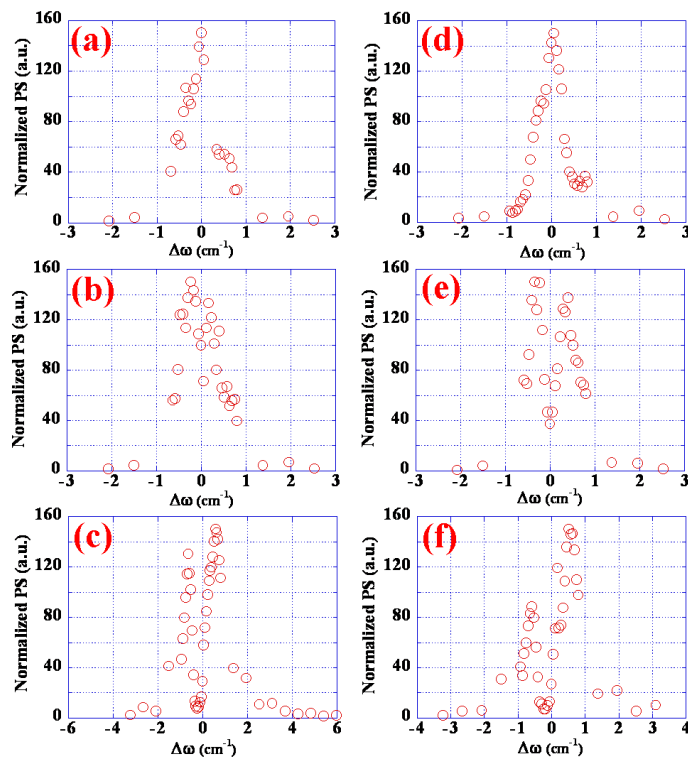 (a)
Normalized PS (a.u.)
160
120
80
40
0
-3 -2 -1 0 1 2 3
Δω (cm⁻¹)
(d)
Normalized PS (a.u.)
160
120
80
40
0
-3 -2 -1 0 1 2 3
Δω (cm⁻¹)
(b)
Normalized PS (a.u.)
160
120
80
40
0
-3 -2 -1 0 1 2 3
Δω (cm⁻¹)
(e)
Normalized PS (a.u.)
160
120
80
40
0
-3 -2 -1 0 1 2 3
Δω (cm⁻¹)
(c)
Normalized PS (a.u.)
160
120
80
40
0
-6 -4 -2 0 2 4 6
Δω (cm⁻¹)
(f)
Normalized PS (a.u.)
160
120
80
40
0
-4 -3 -2 -1 0 1 2 3 4
Δω (cm⁻¹)